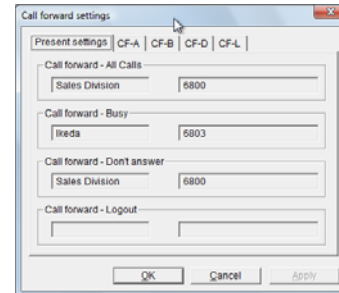 Call forward settings
Present settings CF-A CF-B CF-D CF-L
Call forward - All Calls
Sales Division 6800
Call forward - Busy
Ikeda 6803
Call forward - Don't answer
Sales Division 6800
Call forward - Logout
OK Cancel Apply